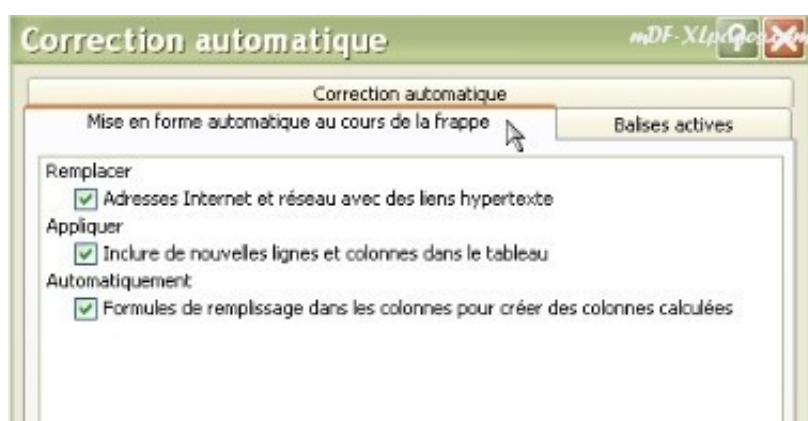 Correction automatique
Correction automatique
Mise en forme automatique au cours de la frappe
Balises actives
Remplacer
Adresses Internet et réseau avec des liens hypertexte
Appliquer
Inclure de nouvelles lignes et colonnes dans le tableau
Automatiquement
Formules de remplissage dans les colonnes pour créer des colonnes calculées